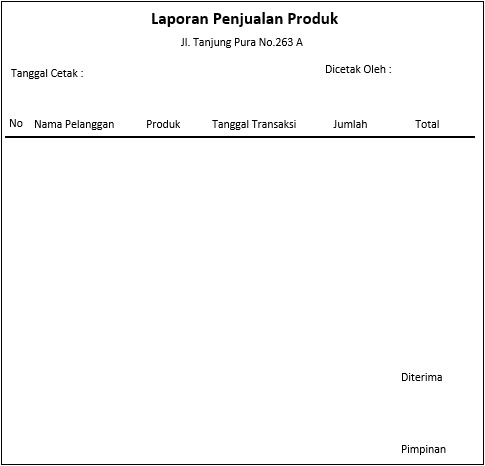 Laporan Penjualan Produk
Jl. Tanjung Pura No.263 A
Tanggal Cetak : Dicetak Oleh :
No Nama Pelanggan Produk Tanggal Transaksi Jumlah Total
Diterima
Pimpinan